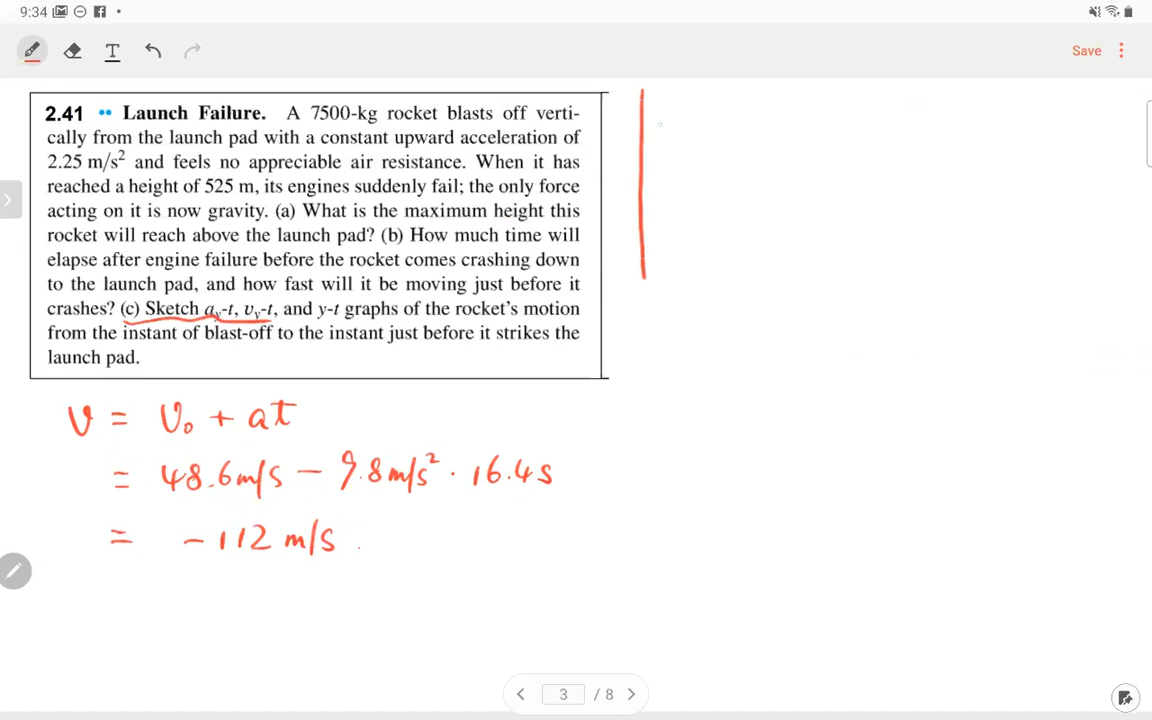 9:34
T
Save
2.41 •• Launch Failure. A 7500-kg rocket blasts off verti-
cally from the launch pad with a constant upward acceleration of
2.25 m/s² and feels no appreciable air resistance. When it has
reached a height of 525 m, its engines suddenly fail; the only force
acting on it is now gravity. (a) What is the maximum height this
rocket will reach above the launch pad? (b) How much time will
elapse after engine failure before the rocket comes crashing down
to the launch pad, and how fast will it be moving just before it
crashes? (c) Sketch aᵧ-t, vᵧ-t, and y-t graphs of the rocket's motion
from the instant of blast-off to the instant just before it strikes the
launch pad.
v = v₀ + at
= 48.6 m/s − 9.8 m/s² · 16.4 s
= −112 m/s
3 / 8